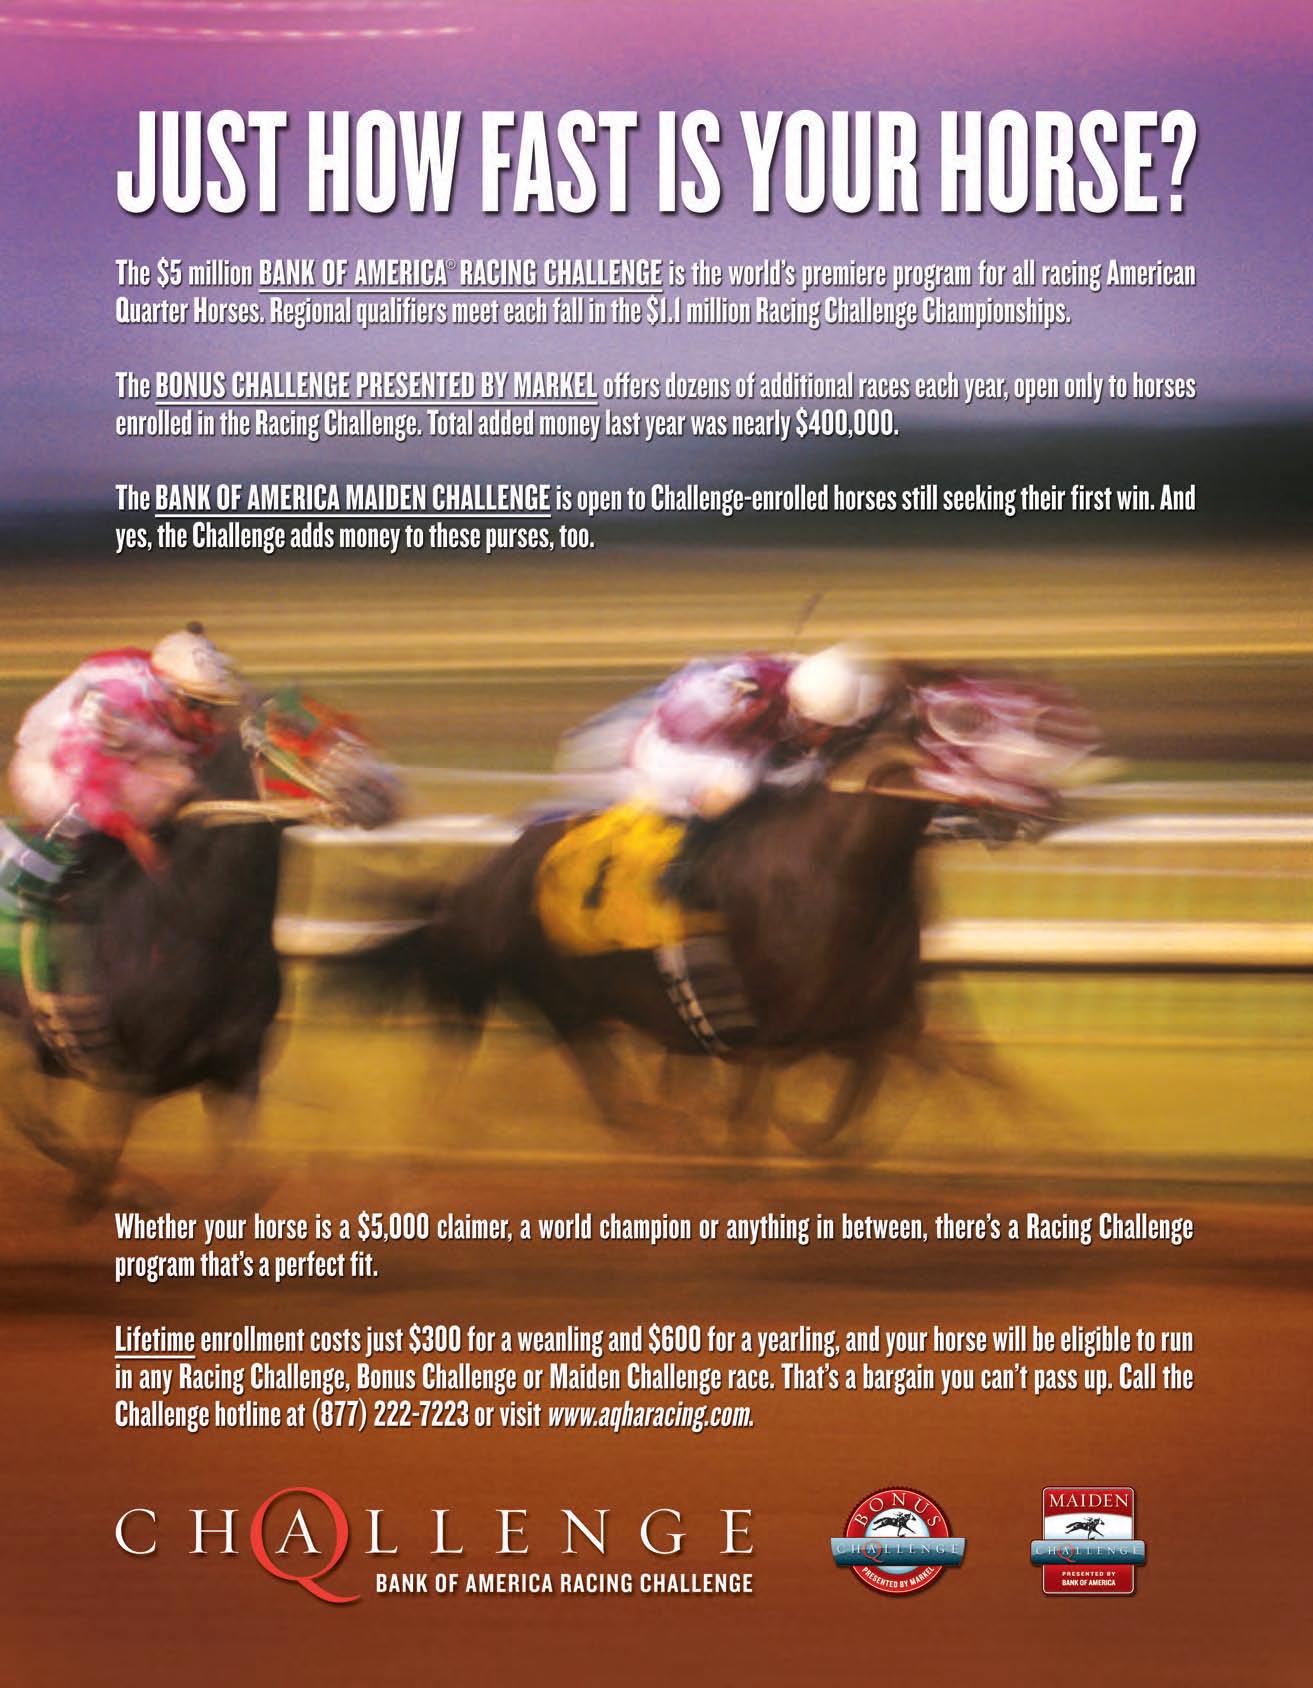 JUST HOW FAST IS YOUR HORSE?
The $5 million BANK OF AMERICA® RACING CHALLENGE is the world's premiere program for all racing American
Quarter Horses. Regional qualifiers meet each fall in the $1.1 million Racing Challenge Championships.
The BONUS CHALLENGE PRESENTED BY MARKEL offers dozens of additional races each year, open only to horses
enrolled in the Racing Challenge. Total added money last year was nearly $400,000.
The BANK OF AMERICA MAIDEN CHALLENGE is open to Challenge-enrolled horses still seeking their first win. And
yes, the Challenge adds money to these purses, too.
1
Whether your horse is a $5,000 claimer, a world champion or anything in between, there's a Racing Challenge
program that's a perfect fit.
Lifetime enrollment costs just $300 for a weanling and $600 for a yearling, and your horse will be eligible to run
in any Racing Challenge, Bonus Challenge or Maiden Challenge race. That's a bargain you can't pass up. Call the
Challenge hotline at (877) 222-7223 or visit www.aqharacing.com.
CHALLENGE
BANK OF AMERICA RACING CHALLENGE
BONUS
CHALLENGE
PRESENTED BY MARKEL
MAIDEN
CHALLENGE
PRESENTED BY
BANK OF AMERICA